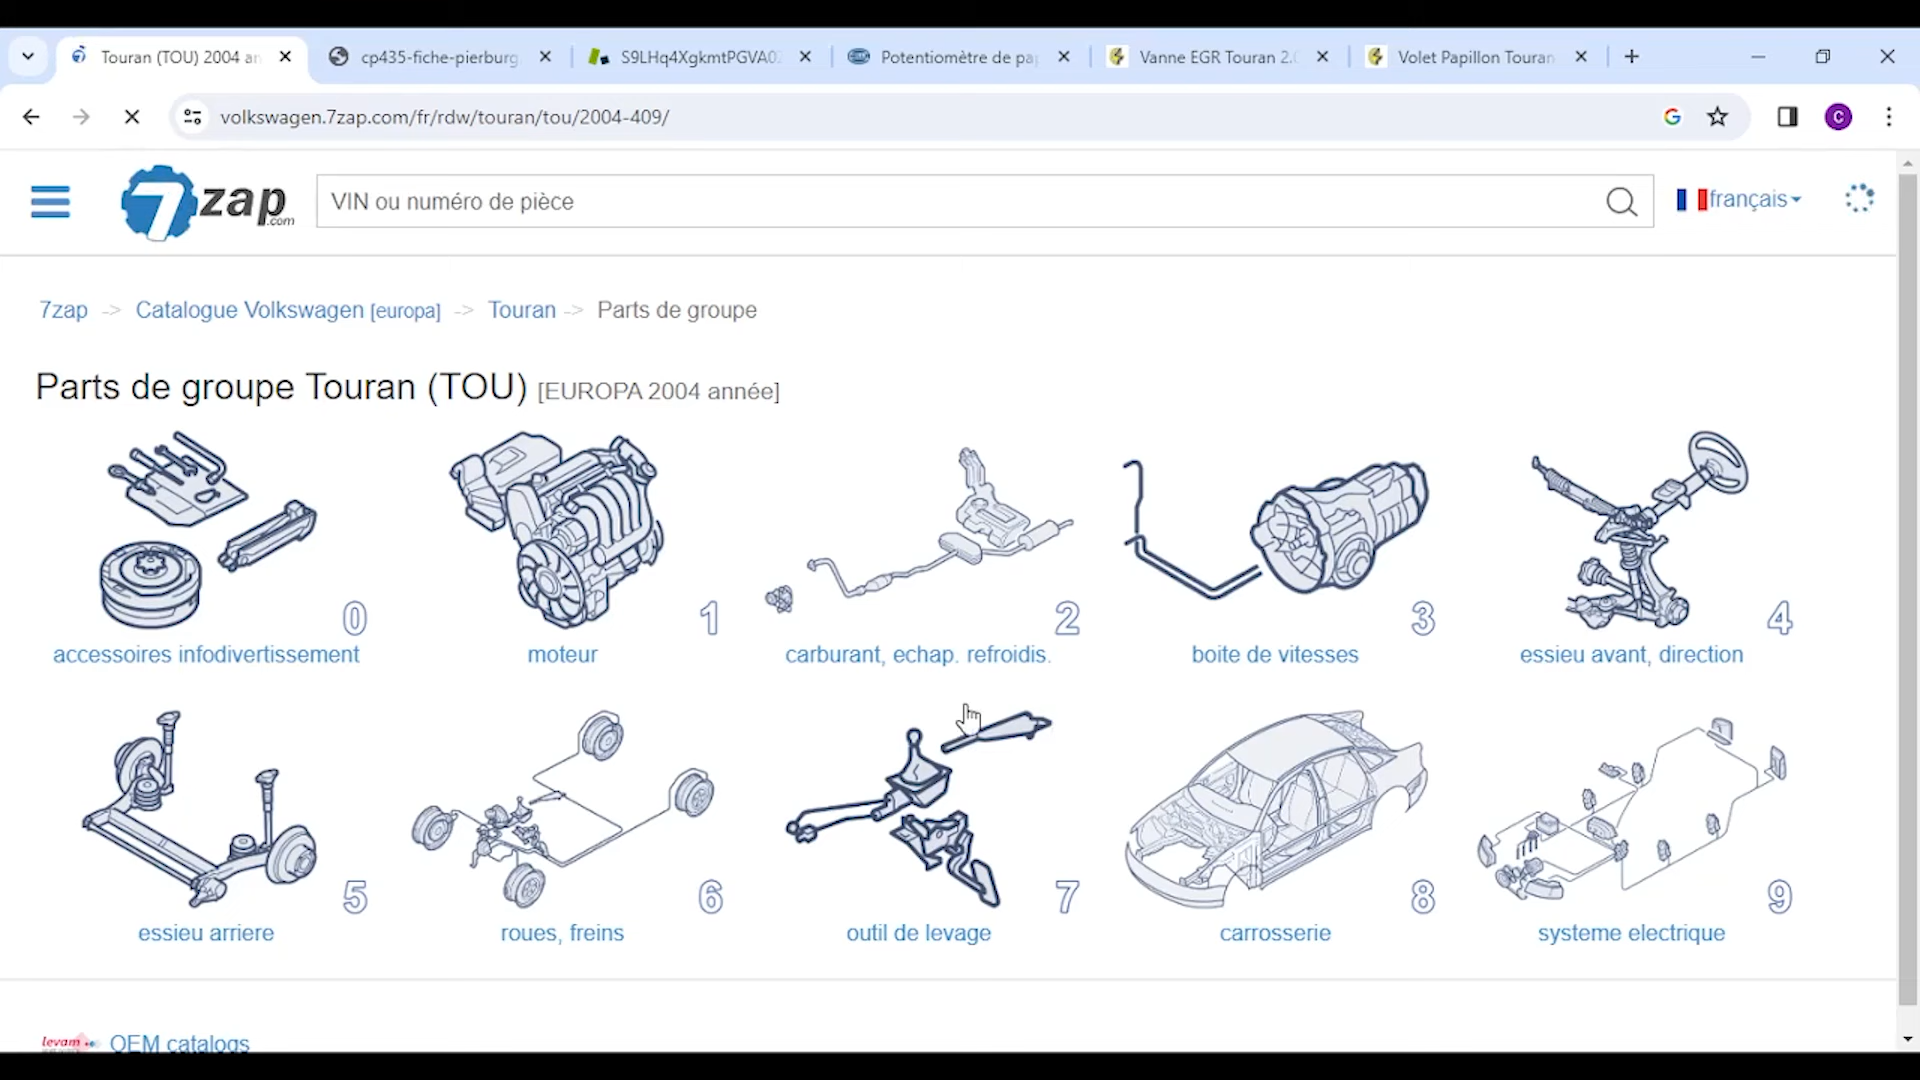 Touran (TOU) 2004 an
cp435-fiche-pierburg
S9LHq4XgkmtPGVA0
Potentiomètre de pa
Vanne EGR Touran 2.
Volet Papillon Touran
volkswagen.7zap.com/fr/rdw/touran/tou/2004-409/
C
7zap.com
VIN ou numéro de pièce
français
7zap -> Catalogue Volkswagen [europa] -> Touran -> Parts de groupe
Parts de groupe Touran (TOU) [EUROPA 2004 année]
0 1 2 3 4
accessoires infodivertissement moteur carburant, echap. refroidis. boite de vitesses essieu avant, direction
5 6 7 8 9
essieu arriere roues, freins outil de levage carrosserie systeme electrique
levam OEM catalogs